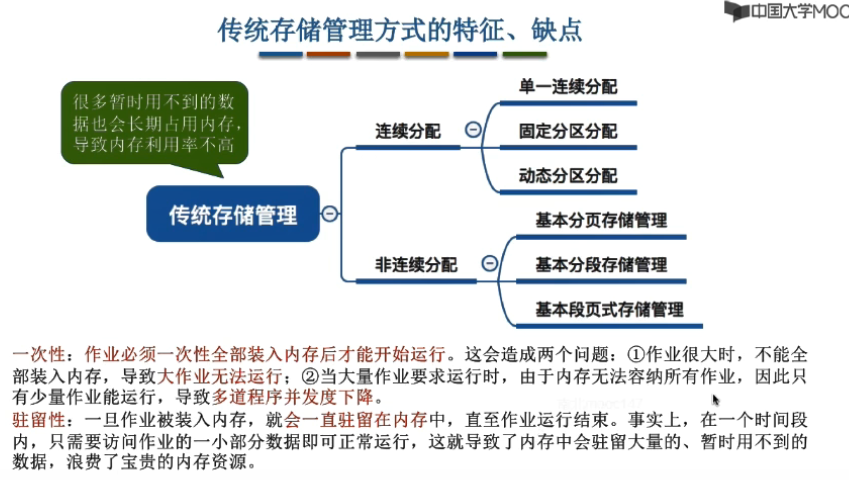 中国大学MOO
传统存储管理方式的特征、缺点
很多暂时用不到的数
据也会长期占用内存，
导致内存利用率不高
传统存储管理
连续分配
单一连续分配
固定分区分配
动态分区分配
非连续分配
基本分页存储管理
基本分段存储管理
基本段页式存储管理
一次性：作业必须一次性全部装入内存后才能开始运行。这会造成两个问题：①作业很大时，不能全
部装入内存，导致大作业无法运行；②当大量作业要求运行时，由于内存无法容纳所有作业，因此只
有少量作业能运行，导致多道程序并发度下降。
驻留性：一旦作业被装入内存，就会一直驻留在内存中，直至作业运行结束。事实上，在一个时间段
内，只需要访问作业的一小部分数据即可正常运行，这就导致了内存中会驻留大量的、暂时用不到的
数据，浪费了宝贵的内存资源。